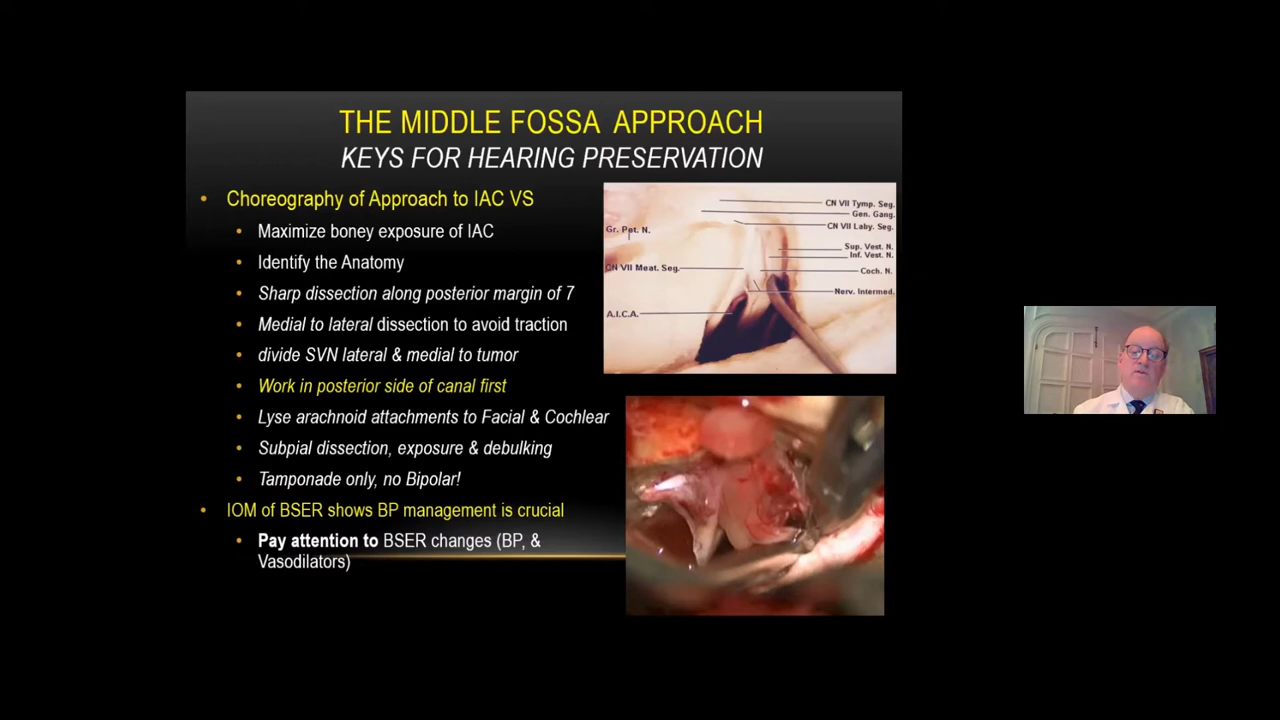 THE MIDDLE FOSSA APPROACH
KEYS FOR HEARING PRESERVATION
• Choreography of Approach to IAC VS
• Maximize boney exposure of IAC
• Identify the Anatomy
• Sharp dissection along posterior margin of 7
• Medial to lateral dissection to avoid traction
• divide SVN lateral & medial to tumor
• Work in posterior side of canal first
• Lyse arachnoid attachments to Facial & Cochlear
• Subpial dissection, exposure & debulking
• Tamponade only, no Bipolar!
• IOM of BSER shows BP management is crucial
• Pay attention to BSER changes (BP, &
Vasodilators)
CN VII Tymp. Seg.
Gen. Gang.
CN VII Laby. Seg.
Gr. Pet. N.
Sup. Vest. N.
Inf. Vest. N.
CN VII Meat. Seg.
Coch. N.
Nerv. Intermed.
A.I.C.A.